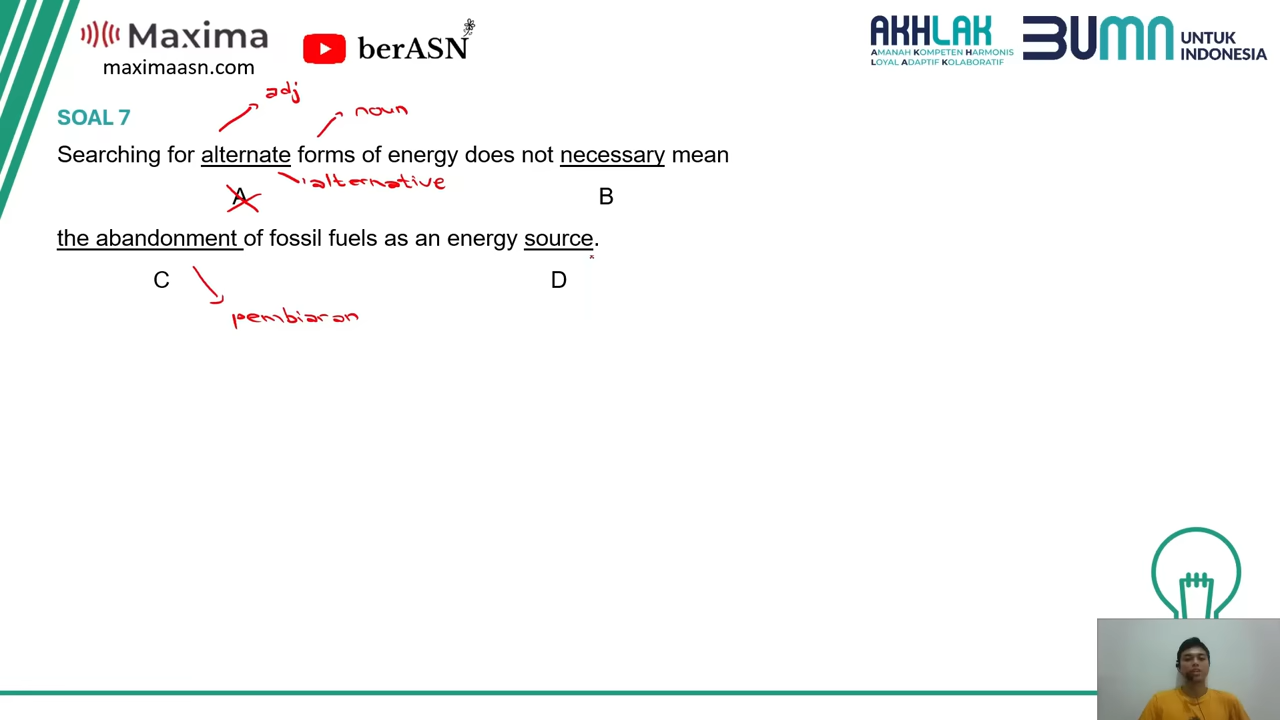 Maxima
maximaasn.com
berASN
AKHLAK
AMANAH KOMPETEN HARMONIS
LOYAL ADAPTIF KOLABORATIF
BUMN
UNTUK
INDONESIA
adj
noun
SOAL 7
Searching for alternate forms of energy does not necessary mean
alternative
A
B
the abandonment of fossil fuels as an energy source.
C
D
pembiaran